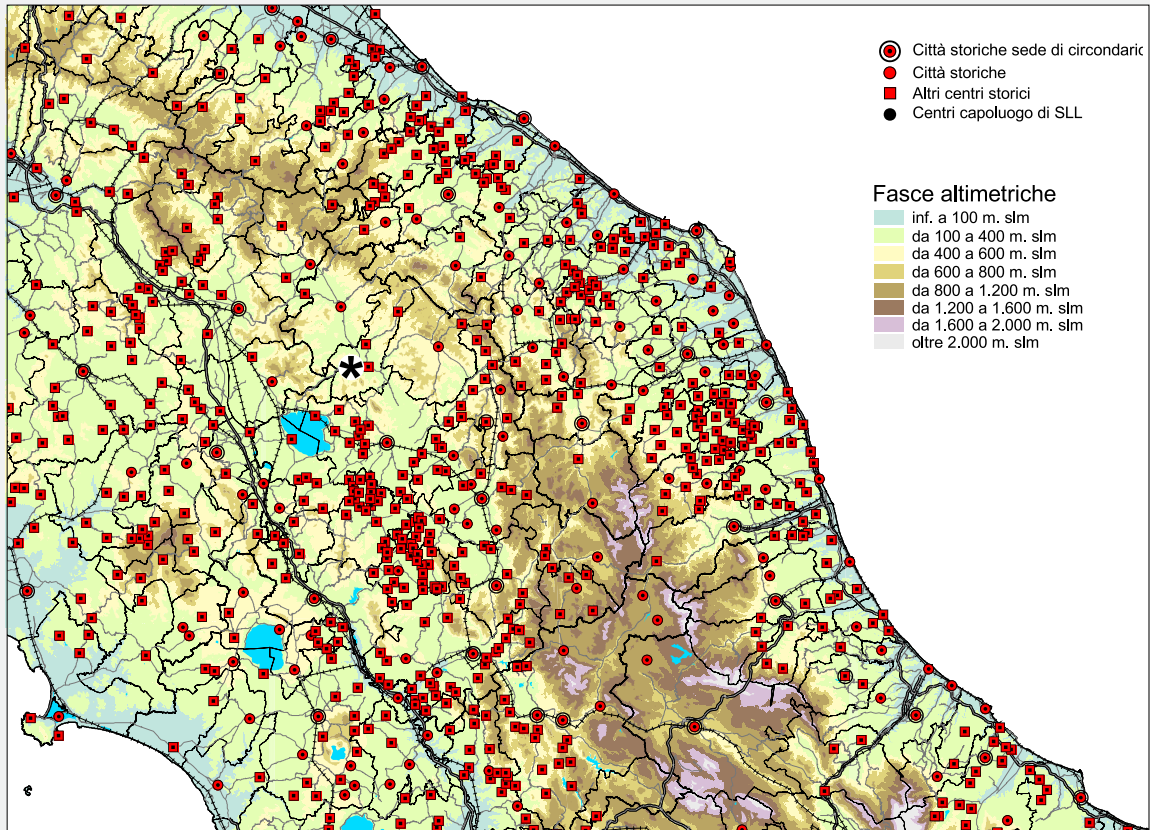 Città storiche sede di circondaric
Città storiche
Altri centri storici
Centri capoluogo di SLL
Fasce altimetriche
inf. a 100 m. slm
da 100 a 400 m. slm
da 400 a 600 m. slm
da 600 a 800 m. slm
da 800 a 1.200 m. slm
da 1.200 a 1.600 m. slm
da 1.600 a 2.000 m. slm
oltre 2.000 m. slm
*